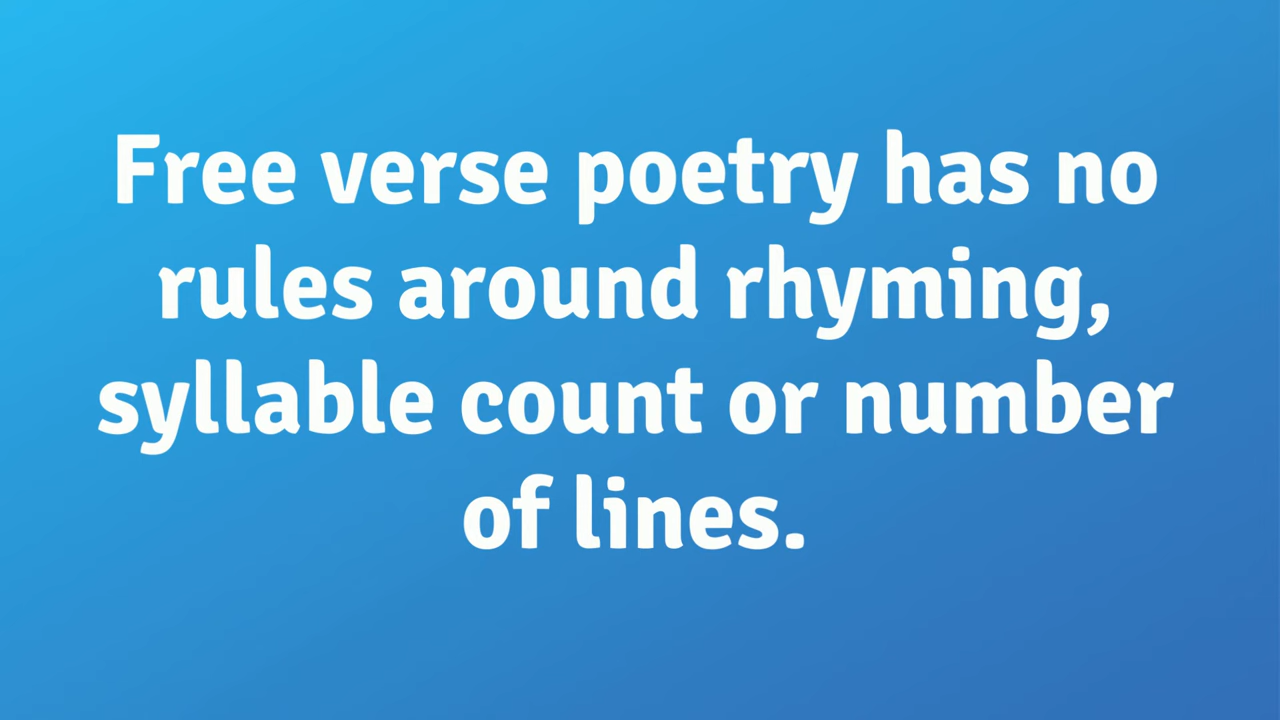 Free verse poetry has no
rules around rhyming,
syllable count or number
of lines.